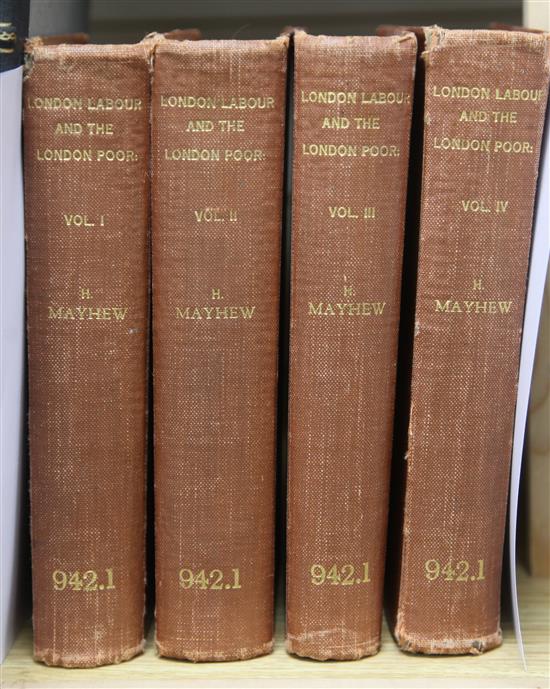 LONDON LABOUR
AND THE
LONDON POOR:
VOL. I
H.
MAYHEW
942.1
LONDON LABOUR
AND THE
LONDON POOR:
VOL. II
H.
MAYHEW
942.1
LONDON LABOUR
AND THE
LONDON POOR:
VOL. III
H.
MAYHEW
942.1
LONDON LABOUR
AND THE
LONDON POOR:
VOL. IV
H.
MAYHEW
942.1